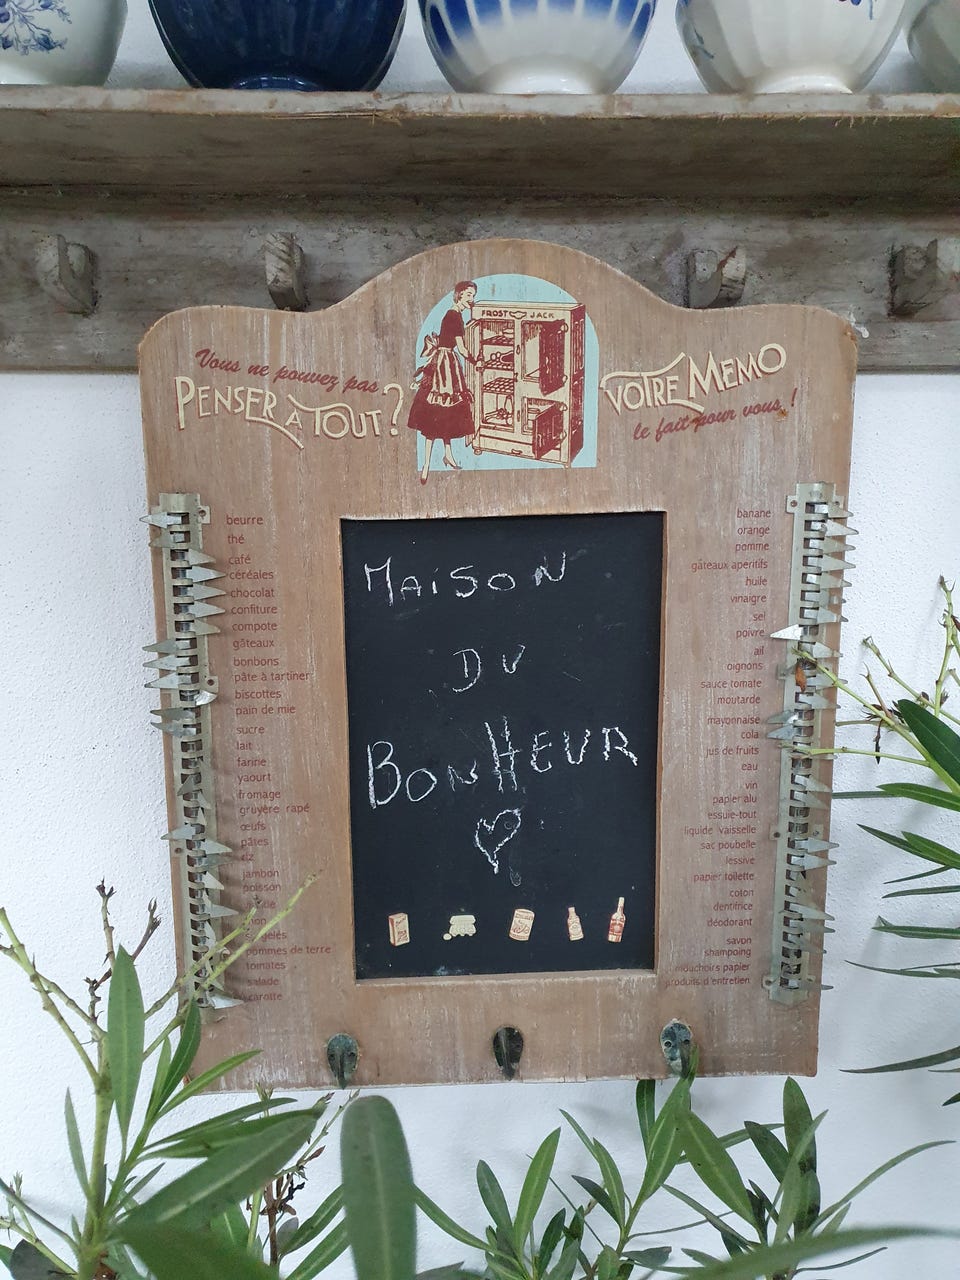 Vous ne pouvez pas
PENSER À TOUT ?
FROST JACK
VOTRE MEMO
le fait pour vous !
beurre
thé
café
céréales
chocolat
confiture
compote
gâteaux
bonbons
pâte à tartiner
biscottes
pain de mie
sucre
lait
farine
yaourt
fromage
gruyère rapé
œufs
pâtes
riz
jambon
poisson
pommes de terre
tomates
salade
carotte
MAiSON
DU
BONHEUR
banane
orange
pomme
gâteaux aperitifs
huile
vinaigre
sel
poivre
ail
oignons
sauce tomate
moutarde
mayonnaise
cola
jus de fruits
eau
vin
papier alu
essuie-tout
liquide vaisselle
sac poubelle
lessive
papier toilette
coton
dentifrice
déodorant
savon
shampoing
mouchoirs papier
produits d'entretien